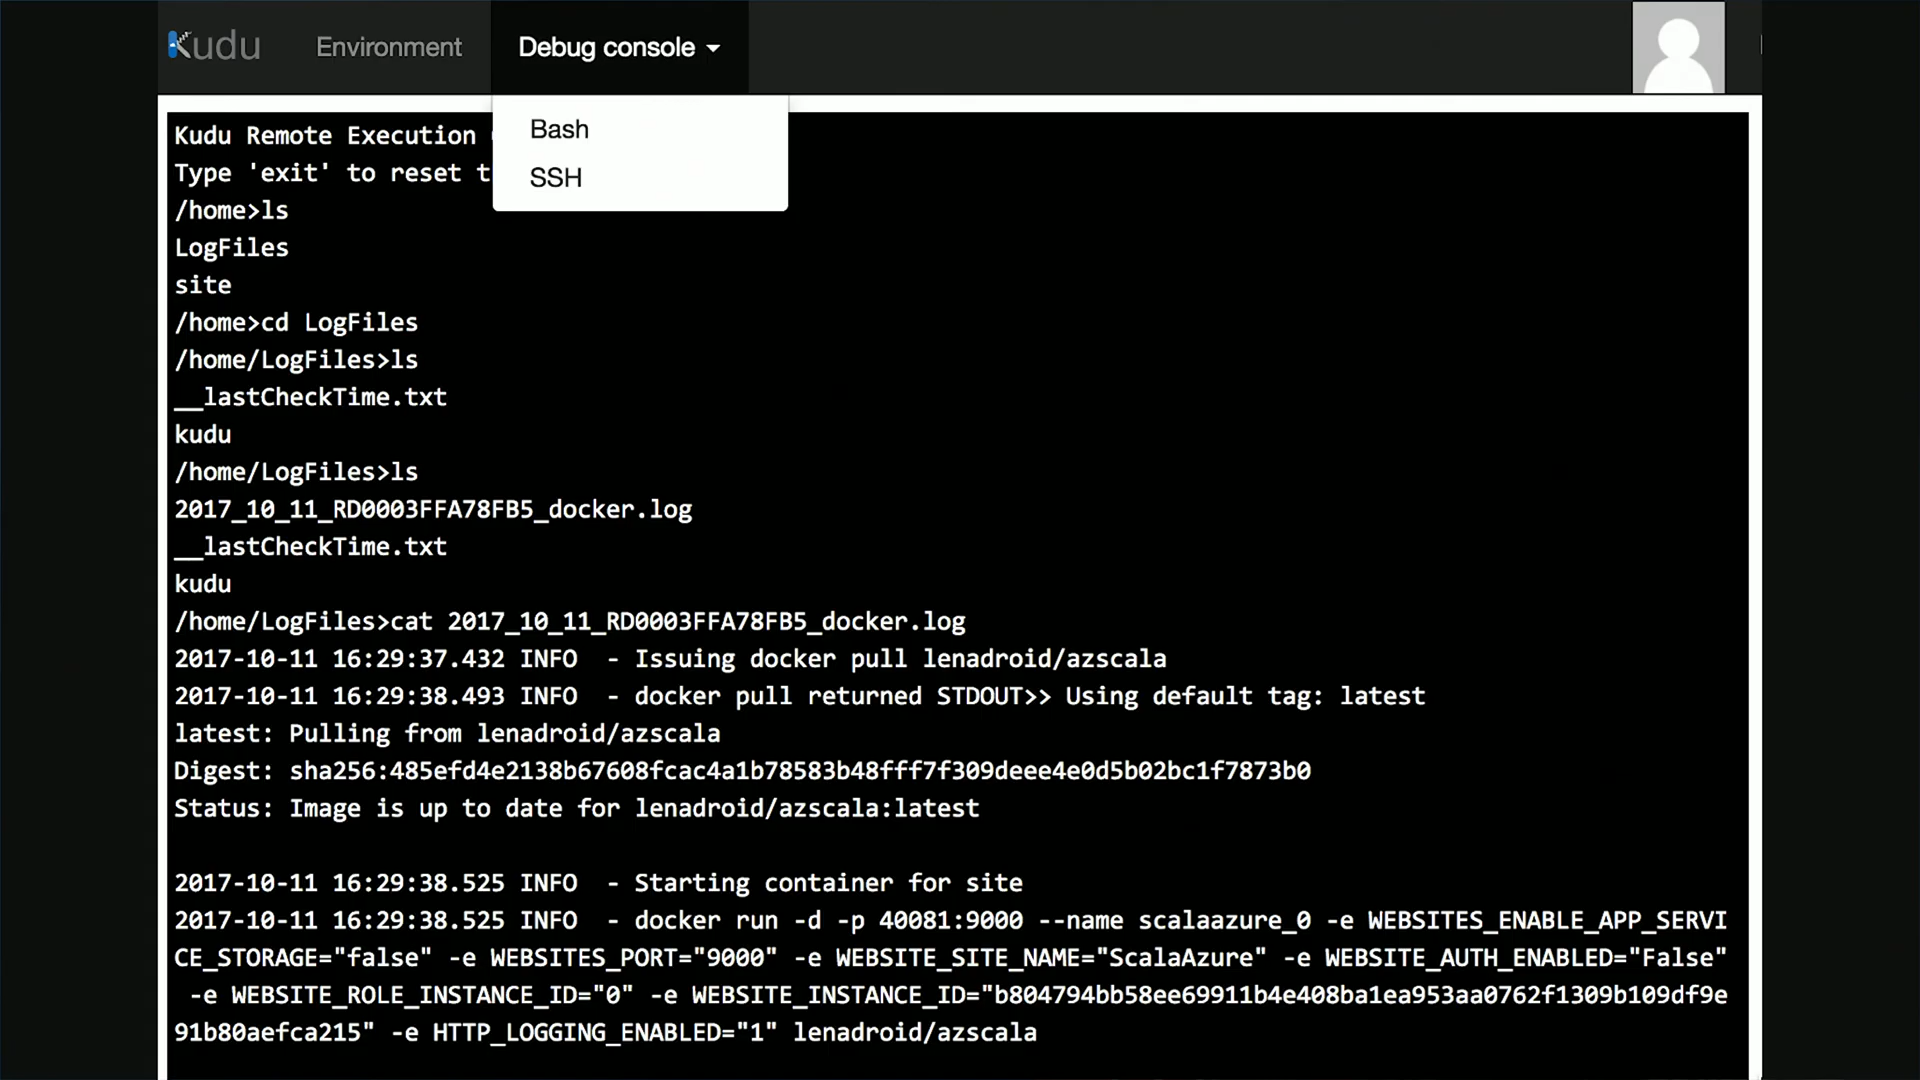 Kudu Environment Debug console
Bash
SSH
Kudu Remote Execution
Type 'exit' to reset t
/home>ls
LogFiles
site
/home>cd LogFiles
/home/LogFiles>ls
__lastCheckTime.txt
kudu
/home/LogFiles>ls
2017_10_11_RD0003FFA78FB5_docker.log
__lastCheckTime.txt
kudu
/home/LogFiles>cat 2017_10_11_RD0003FFA78FB5_docker.log
2017-10-11 16:29:37.432 INFO  - Issuing docker pull lenadroid/azscala
2017-10-11 16:29:38.493 INFO  - docker pull returned STDOUT>> Using default tag: latest
latest: Pulling from lenadroid/azscala
Digest: sha256:485efd4e2138b67608fcac4a1b78583b48fff7f309deee4e0d5b02bc1f7873b0
Status: Image is up to date for lenadroid/azscala:latest
2017-10-11 16:29:38.525 INFO  - Starting container for site
2017-10-11 16:29:38.525 INFO  - docker run -d -p 40081:9000 --name scalaazure_0 -e WEBSITES_ENABLE_APP_SERVI
CE_STORAGE="false" -e WEBSITES_PORT="9000" -e WEBSITE_SITE_NAME="ScalaAzure" -e WEBSITE_AUTH_ENABLED="False"
-e WEBSITE_ROLE_INSTANCE_ID="0" -e WEBSITE_INSTANCE_ID="b804794bb58ee69911b4e408ba1ea953aa0762f1309b109df9e
91b80aefca215" -e HTTP_LOGGING_ENABLED="1" lenadroid/azscala